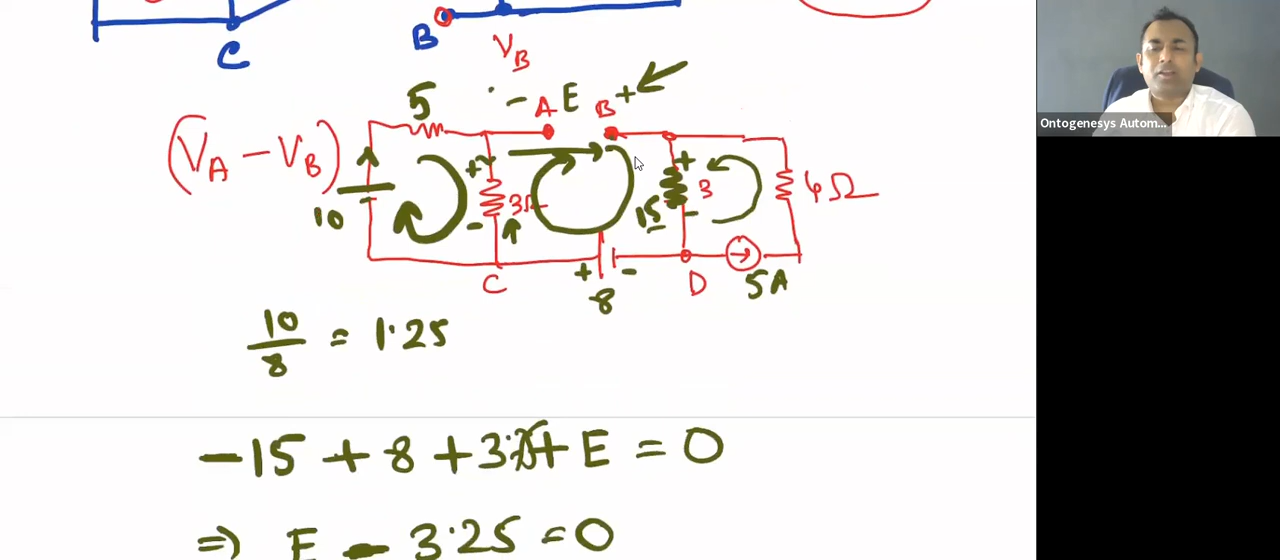 C
B
V_B
5
- A E B +
(V_A - V_B)
10
+
-
3Ω
+
-
15
3
4Ω
C
+
-
8
D
5A
10/8 = 1.25
-15 + 8 + 3.75 + E = 0
⇒ E - 3.25 = 0
Ontogenesys Autom...